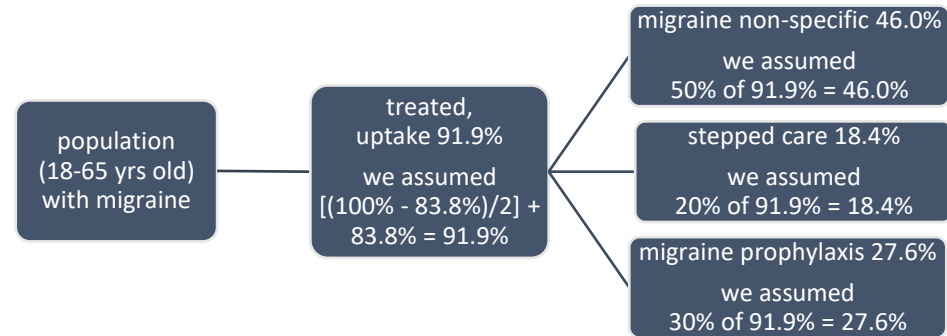 population
(18-65 yrs old)
with migraine
treated,
uptake 91.9%
we assumed
[(100% - 83.8%)/2] +
83.8% = 91.9%
migraine non-specific 46.0%
we assumed
50% of 91.9% = 46.0%
stepped care 18.4%
we assumed
20% of 91.9% = 18.4%
migraine prophylaxis 27.6%
we assumed
30% of 91.9% = 27.6%